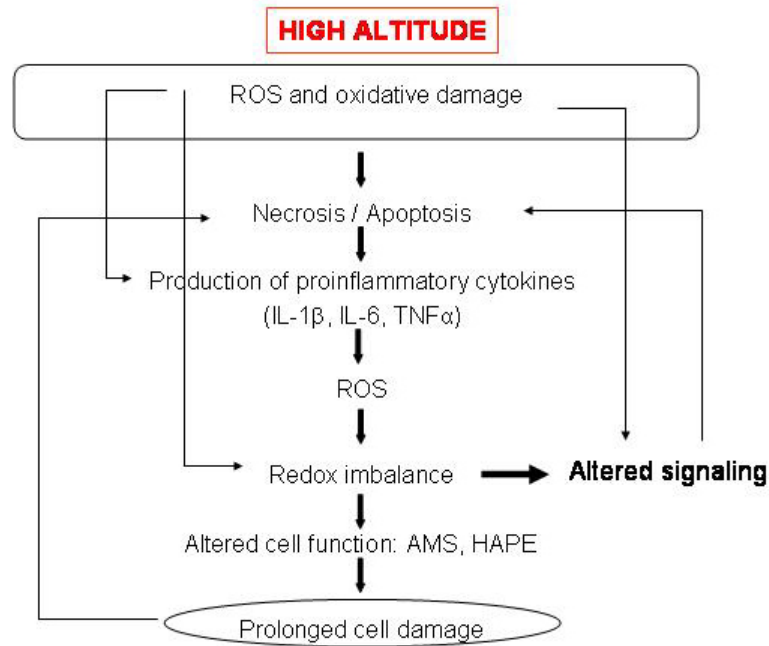 HIGH ALTITUDE
ROS and oxidative damage
Necrosis / Apoptosis
Production of proinflammatory cytokines
(IL-1β, IL-6, TNFα)
ROS
Redox imbalance
Altered signaling
Altered cell function: AMS, HAPE
Prolonged cell damage